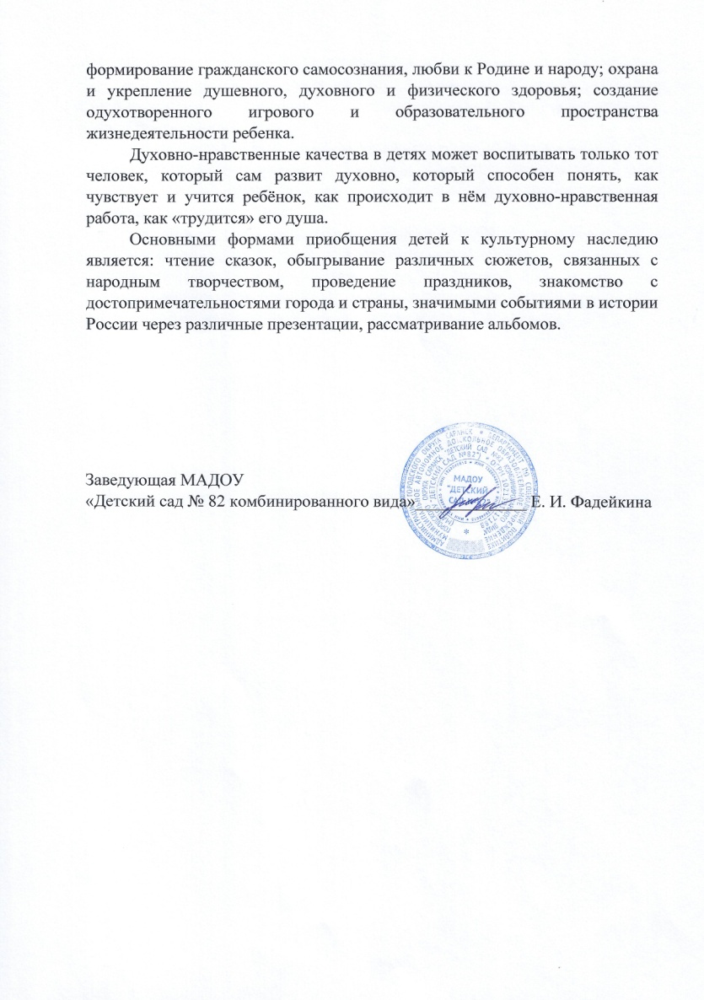 формирование гражданского самосознания, любви к Родине и народу; охрана
и укрепление душевного, духовного и физического здоровья; создание
одухотворенного игрового и образовательного пространства
жизнедеятельности ребенка.
Духовно-нравственные качества в детях может воспитывать только тот
человек, который сам развит духовно, который способен понять, как
чувствует и учится ребёнок, как происходит в нём духовно-нравственная
работа, как «трудится» его душа.
Основными формами приобщения детей к культурному наследию
является: чтение сказок, обыгрывание различных сюжетов, связанных с
народным творчеством, проведение праздников, знакомство с
достопримечательностями города и страны, значимыми событиями в истории
России через различные презентации, рассматривание альбомов.
МАДОУ
"ДЕТСКИЙ
Заведующая МАДОУ
«Детский сад № 82 комбинированного вида»______________ Е. И. Фадейкина